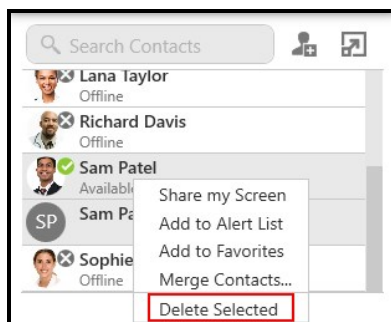 Search Contacts
Lana Taylor
Offline
Richard Davis
Offline
Sam Patel
Available
SP
Sam Pa
Sophie
Offline
Share my Screen
Add to Alert List
Add to Favorites
Merge Contacts...
Delete Selected